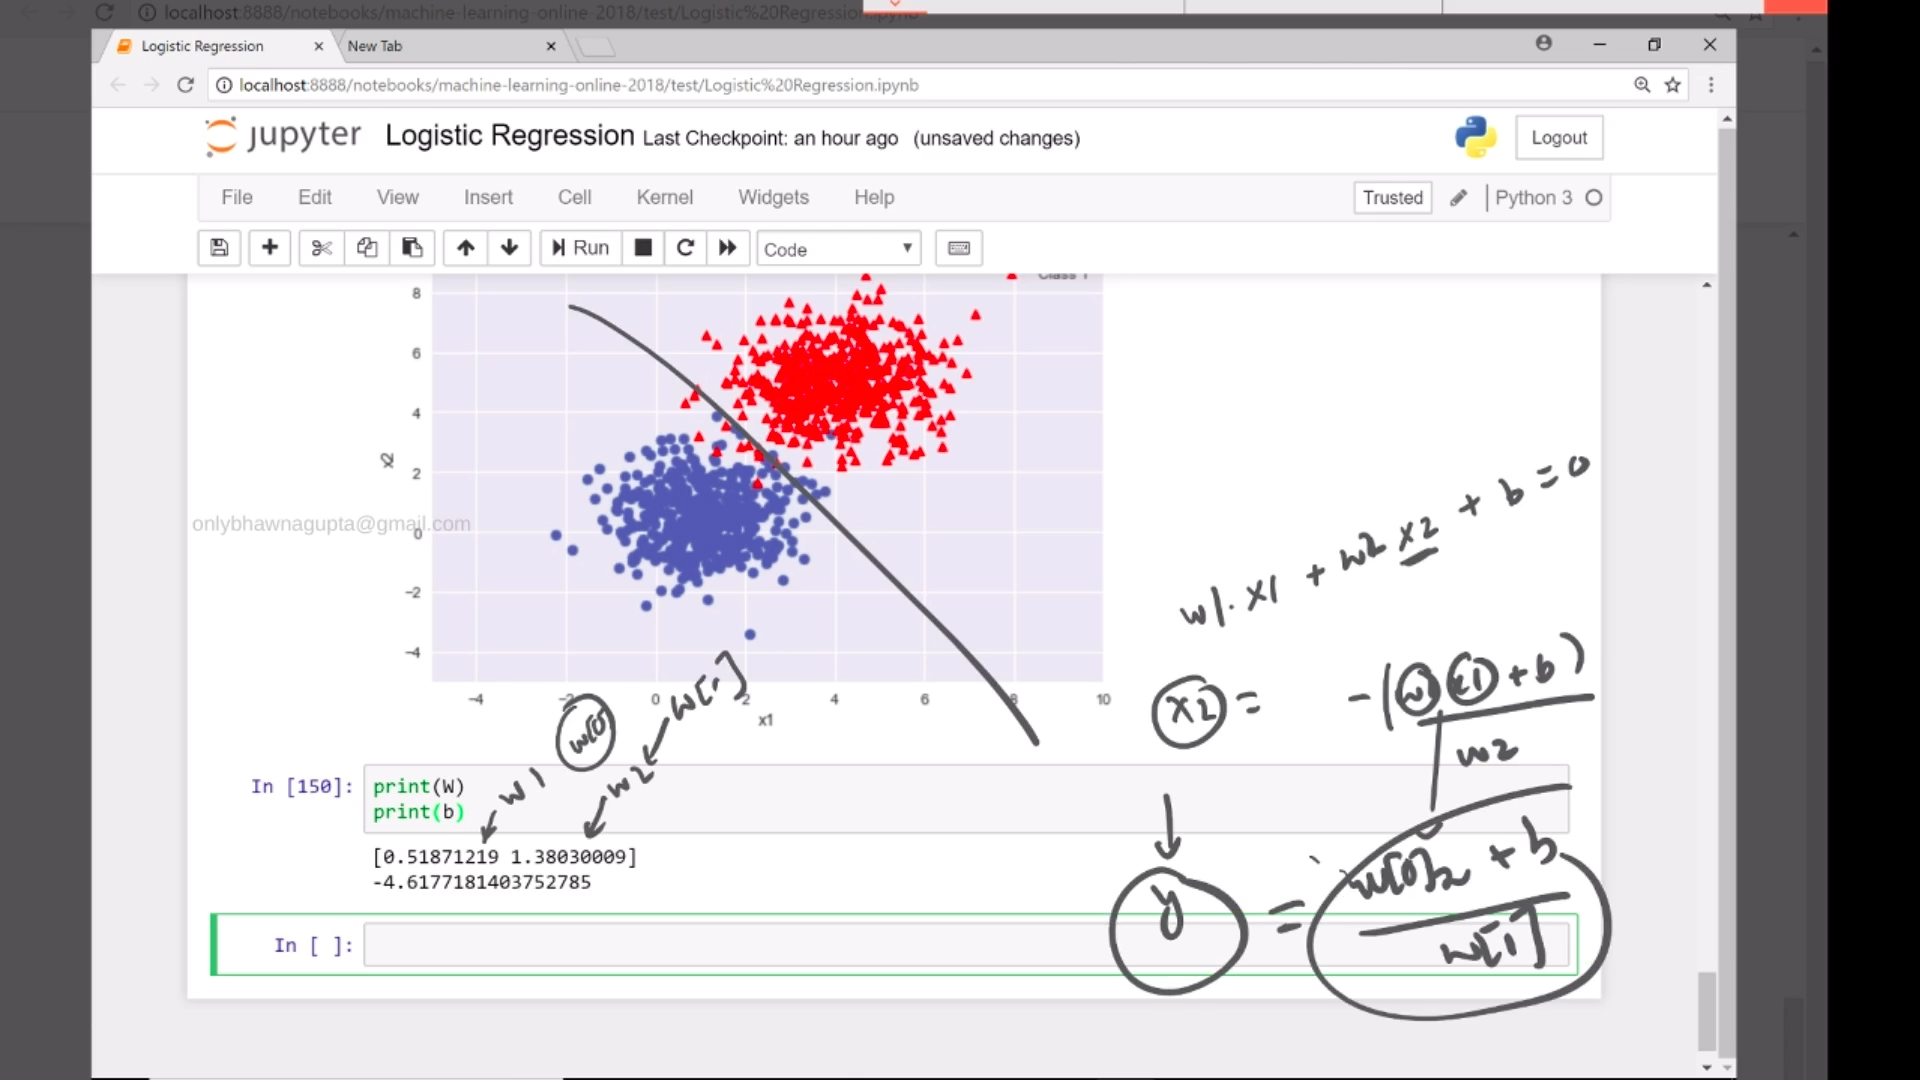 localhost:8888/notebooks/machine-learning-online-2018/test/Logistic%20Regression.ipynb
Logistic Regression
New Tab
localhost:8888/notebooks/machine-learning-online-2018/test/Logistic%20Regression.ipynb
jupyter Logistic Regression Last Checkpoint: an hour ago (unsaved changes)
Logout
File Edit View Insert Cell Kernel Widgets Help
Trusted
Python 3
Run
Code
Class 1
8
6
4
2
0
−2
−4
x2
onlybhawnagupta@gmail.com
−4 −2 0 2 4 6 8 10
x1
w1.x1 + w2 x2 + b = 0
x2 = -(w1 x1 + b)
w2
w[0]
w[1]
w1
w2
In [150]:
print(W)
print(b)
[0.51871219 1.38030009]
-4.6177181403752785
y = w[0]x + b
w[1]
In [ ]: